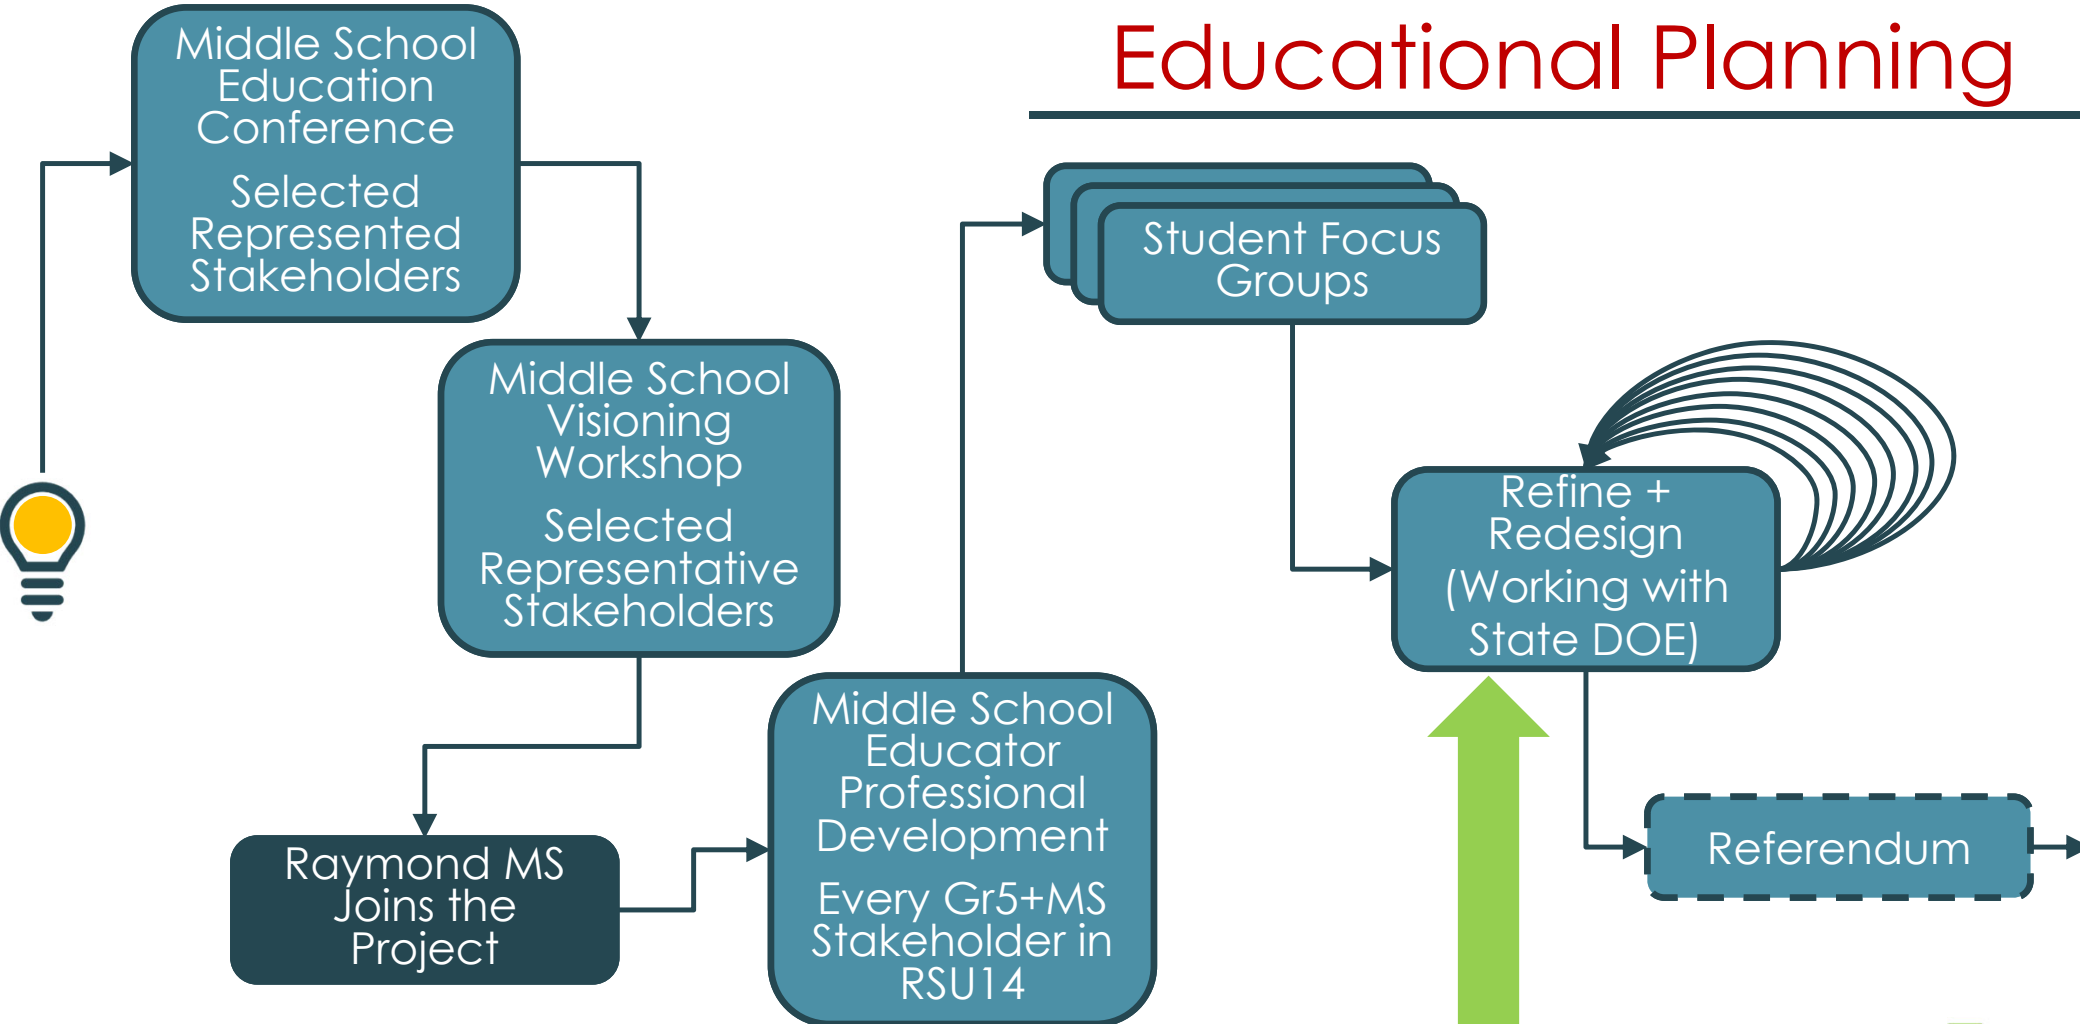 Educational Planning
Middle School
Education
Conference
Selected
Represented
Stakeholders
Middle School
Visioning
Workshop
Selected
Representative
Stakeholders
Raymond MS
Joins the
Project
Middle School
Educator
Professional
Development
Every Gr5+MS
Stakeholder in
RSU14
Student Focus
Groups
Refine +
Redesign
(Working with
State DOE)
Referendum